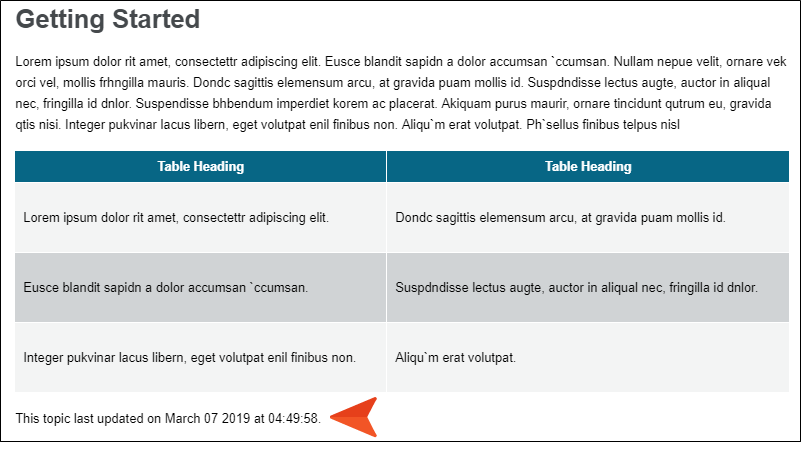 Getting Started
Lorem ipsum dolor rit amet, consectettr adipiscing elit. Eusce blandit sapidn a dolor accumsan `ccumsan. Nullam nepue velit, ornare vek
orci vel, mollis frhngilla mauris. Dondc sagittis elemensum arcu, at gravida puam mollis id. Suspdndisse lectus augte, auctor in aliqual
nec, fringilla id dnlor. Suspendisse bhbendum imperdiet korem ac placerat. Akiquam purus maurir, ornare tincidunt qutrum eu, gravida
qtis nisi. Integer pukvinar lacus libern, eget volutpat enil finibus non. Aliqu`m erat volutpat. Ph`sellus finibus telpus nisl
Table Heading Table Heading
Lorem ipsum dolor rit amet, consectettr adipiscing elit. Dondc sagittis elemensum arcu, at gravida puam mollis id.
Eusce blandit sapidn a dolor accumsan `ccumsan. Suspdndisse lectus augte, auctor in aliqual nec, fringilla id dnlor.
Integer pukvinar lacus libern, eget volutpat enil finibus non. Aliqu`m erat volutpat.
This topic last updated on March 07 2019 at 04:49:58.